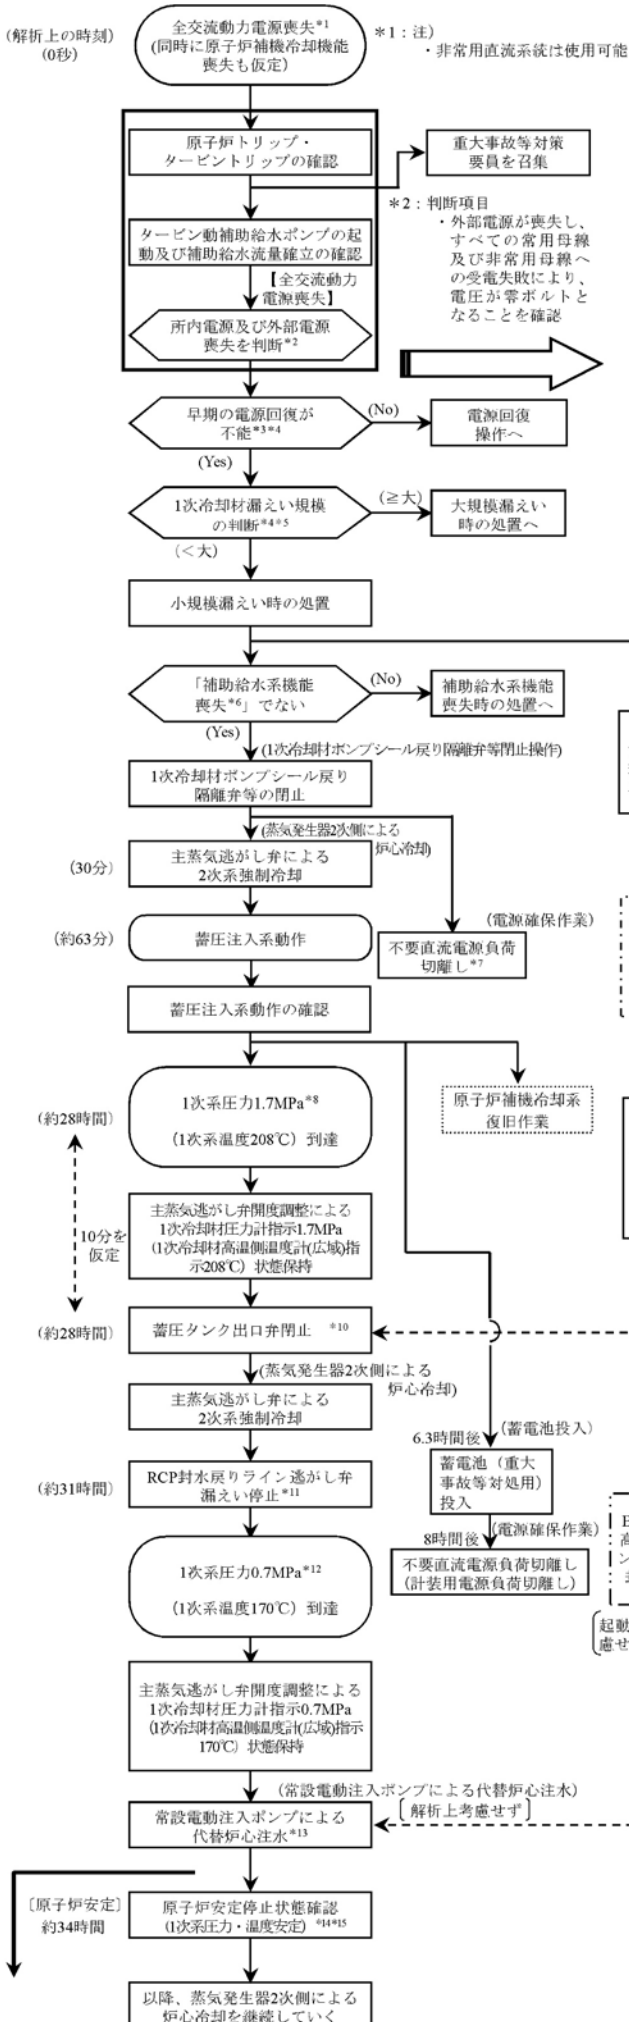 (解析上の時刻)
(0秒)
全交流動力電源喪失*1
(同時に原子炉補機冷却機能
喪失も仮定)
*1:注)
・非常用直流系統は使用可能
原子炉トリップ・
タービントリップの確認
重大事故等対策
要員を召集
タービン動補助給水ポンプの起
動及び補助給水流量確立の確認
*2:判断項目
・外部電源が喪失し、
すべての常用母線
及び非常用母線へ
の受電失敗により、
電圧が零ボルトと
なることを確認
【全交流動力
電源喪失】
所内電源及び外部電源
喪失を判断*2
早期の電源回復が
不能*3*4
(No)
電源回復
操作へ
(Yes)
1次冷却材漏えい規模
の判断*4*5
(≧大)
大規模漏えい
時の処置へ
(<大)
小規模漏えい時の処置
「補助給水系機能
喪失*6」でない
(No)
補助給水系機能
喪失時の処置へ
(Yes)
(1次冷却材ポンプシール戻り隔離弁等閉止操作)
1次冷却材ポンプシール戻り
隔離弁等の閉止
(蒸気発生器2次側による
炉心冷却)
(30分)
主蒸気逃がし弁による
2次系強制冷却
(約63分)
蓄圧注入系動作
(電源確保作業)
不要直流電源負荷
切離し*7
蓄圧注入系動作の確認
原子炉補機冷却系
復旧作業
(約28時間)
1次系圧力1.7MPa*8
(1次系温度208℃)到達
10分を
仮定
主蒸気逃がし弁開度調整による
1次冷却材圧力計指示1.7MPa
(1次冷却材高温側温度計(広域)指
示208℃)状態保持
(約28時間)
蓄圧タンク出口弁閉止 *10
(蒸気発生器2次側による
炉心冷却)
主蒸気逃がし弁による
2次系強制冷却
6.3時間後
(蓄電池投入)
蓄電池(重大
事故等対処用)
投入
(約31時間)
RCP封水戻りライン逃がし弁
漏えい停止*11
8時間後
(電源確保作業)
不要直流電源負荷切離し
(計装用電源負荷切離し)
1次系圧力0.7MPa*12
(1次系温度170℃)到達
高
起動
慮せ
主蒸気逃がし弁開度調整による
1次冷却材圧力計指示0.7MPa
(1次冷却材高温側温度計(広域)指示
170℃)状態保持
(常設電動注入ポンプによる代替炉心注水)
〔解析上考慮せず〕
常設電動注入ポンプによる
代替炉心注水*13
〔原子炉安定〕
約34時間
原子炉安定停止状態確認
(1次系圧力・温度安定) *14*15
以降、蒸気発生器2次側による
炉心冷却を継続していく